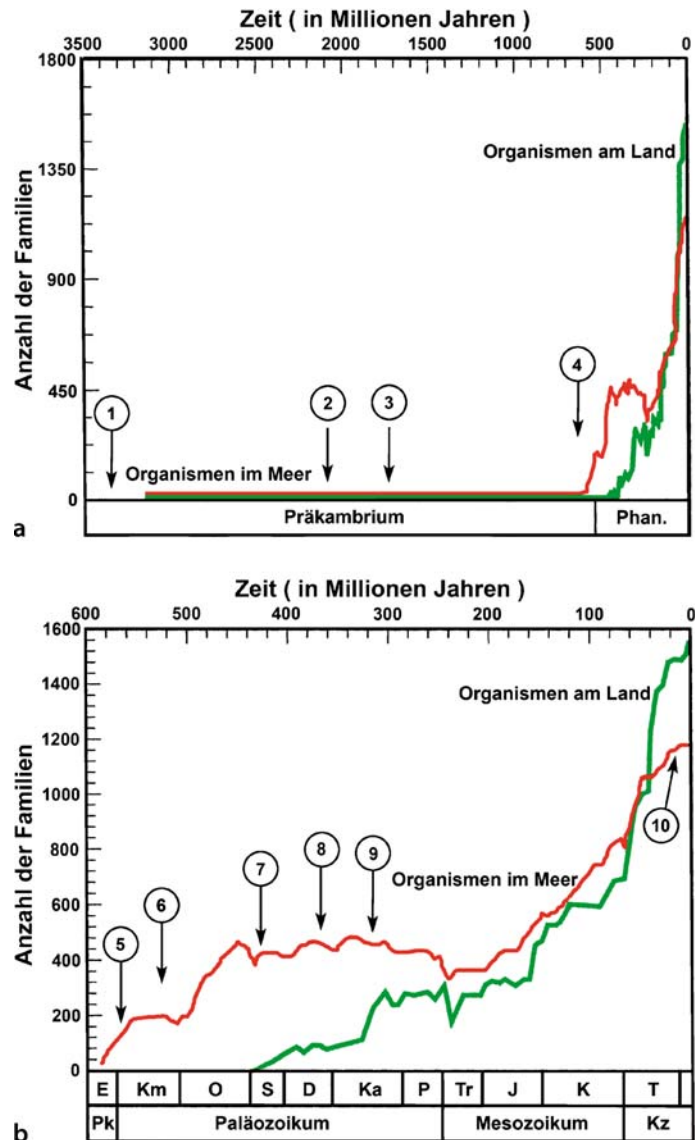 Zeit ( in Millionen Jahren )
3500 3000 2500 2000 1500 1000 500 0
1800
1350
900
450
0
Anzahl der Familien
Organismen am Land
1
2
3
4
Organismen im Meer
Präkambrium Phan.
a
Zeit ( in Millionen Jahren )
600 500 400 300 200 100 0
1600
1400
1200
1000
800
600
400
200
0
Anzahl der Familien
Organismen am Land
10
8
9
7
Organismen im Meer
6
5
E Km O S D Ka P Tr J K T
Pk Paläozoikum Mesozoikum Kz
b